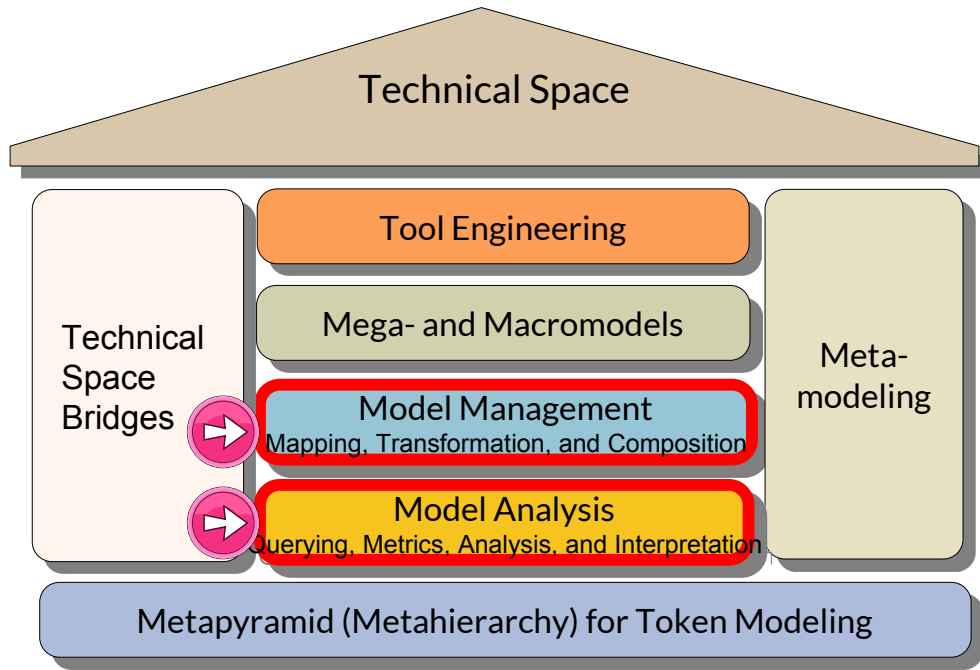 Technical Space
Tool Engineering
Mega- and Macromodels
Technical
Space
Bridges
Model Management
Mapping, Transformation, and Composition
Model Analysis
Querying, Metrics, Analysis, and Interpretation
Meta-
modeling
Metapyramid (Metahierarchy) for Token Modeling